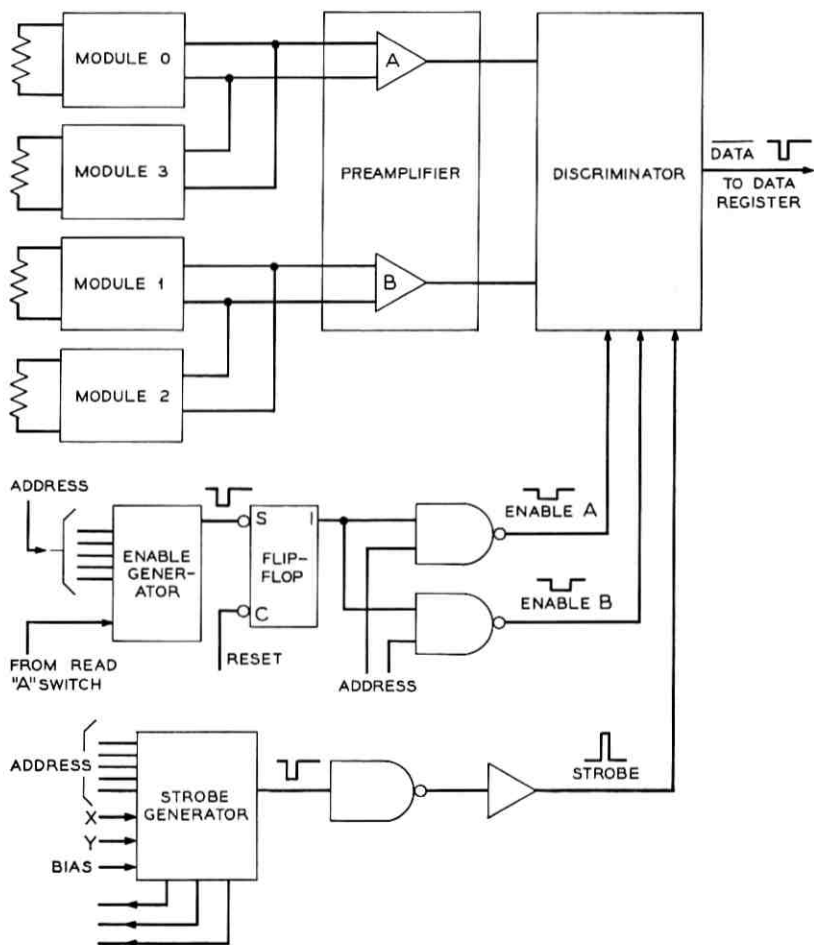 MODULE 0
A
MODULE 3
PREAMPLIFIER
DISCRIMINATOR
DATA
TO DATA
REGISTER
MODULE 1
B
MODULE 2
ADDRESS
ENABLE
GENER-
ATOR
S
1
FLIP-
FLOP
C
ENABLE A
ENABLE B
FROM READ
"A" SWITCH
RESET
ADDRESS
ADDRESS
STROBE
GENERATOR
STROBE
X
Y
BIAS